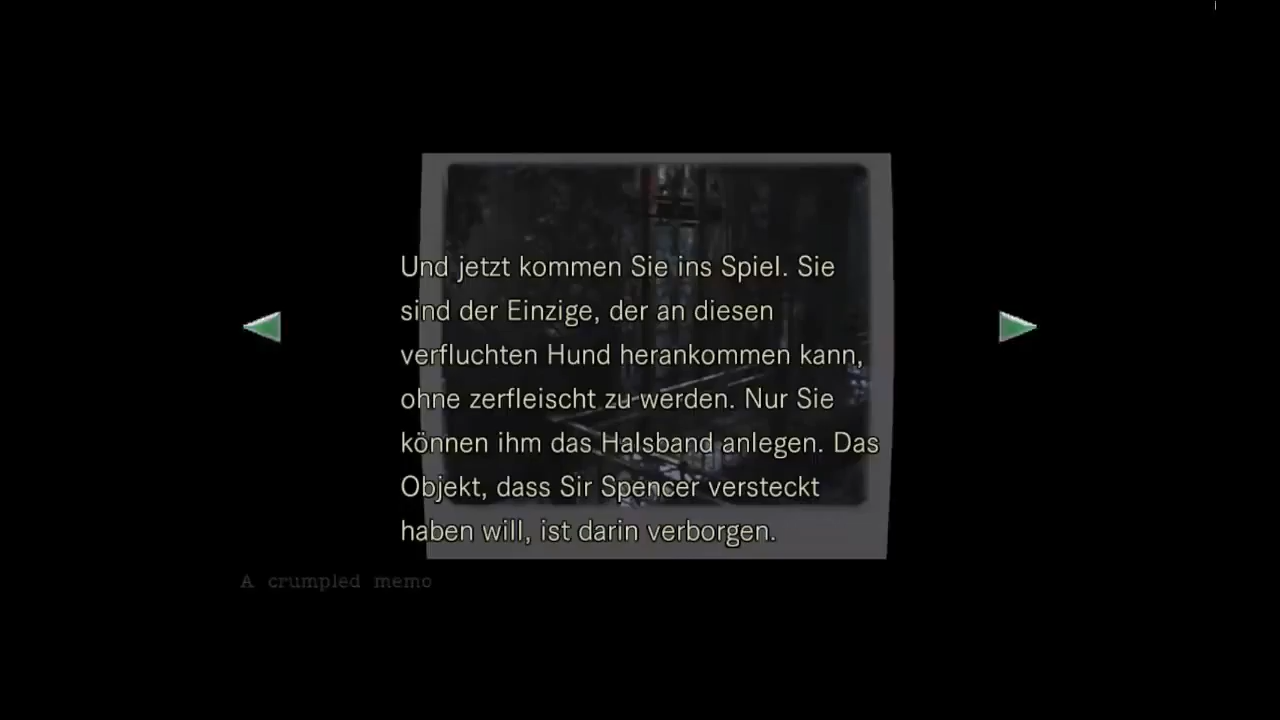 Und jetzt kommen Sie ins Spiel. Sie
sind der Einzige, der an diesen
verfluchten Hund herankommen kann,
ohne zerfleischt zu werden. Nur Sie
können ihm das Halsband anlegen. Das
Objekt, dass Sir Spencer versteckt
haben will, ist darin verborgen.
A crumpled memo